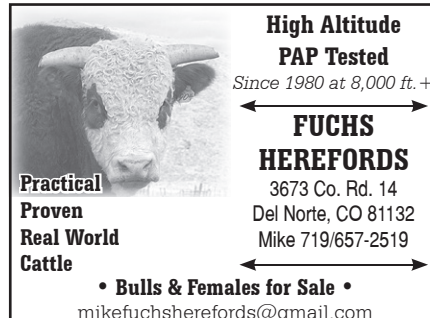 High Altitude
PAP Tested
Since 1980 at 8,000 ft.+
FUCHS
HEREFORDS
3673 Co. Rd. 14
Del Norte, CO 81132
Mike 719/657-2519
Practical
Proven
Real World
Cattle
• Bulls & Females for Sale •
mikefuchsherefords@gmail.com